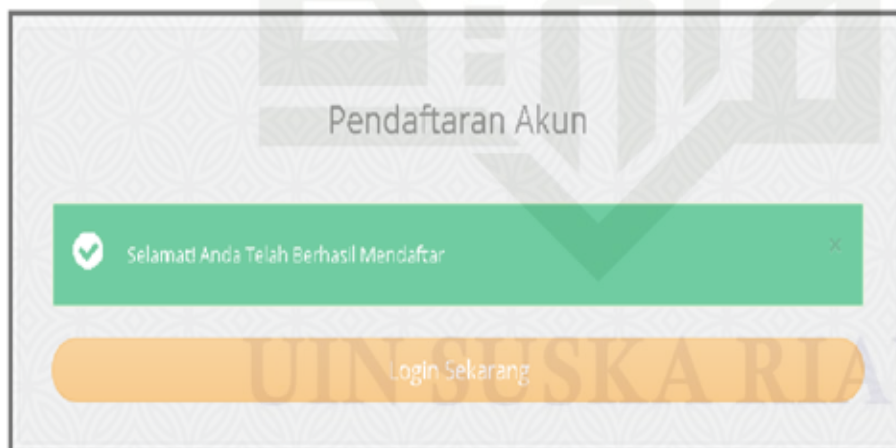 Pendaftaran Akun
Selamat! Anda Telah Berhasil Mendaftar
×
Login Sekarang
UIN SUSKA RIA